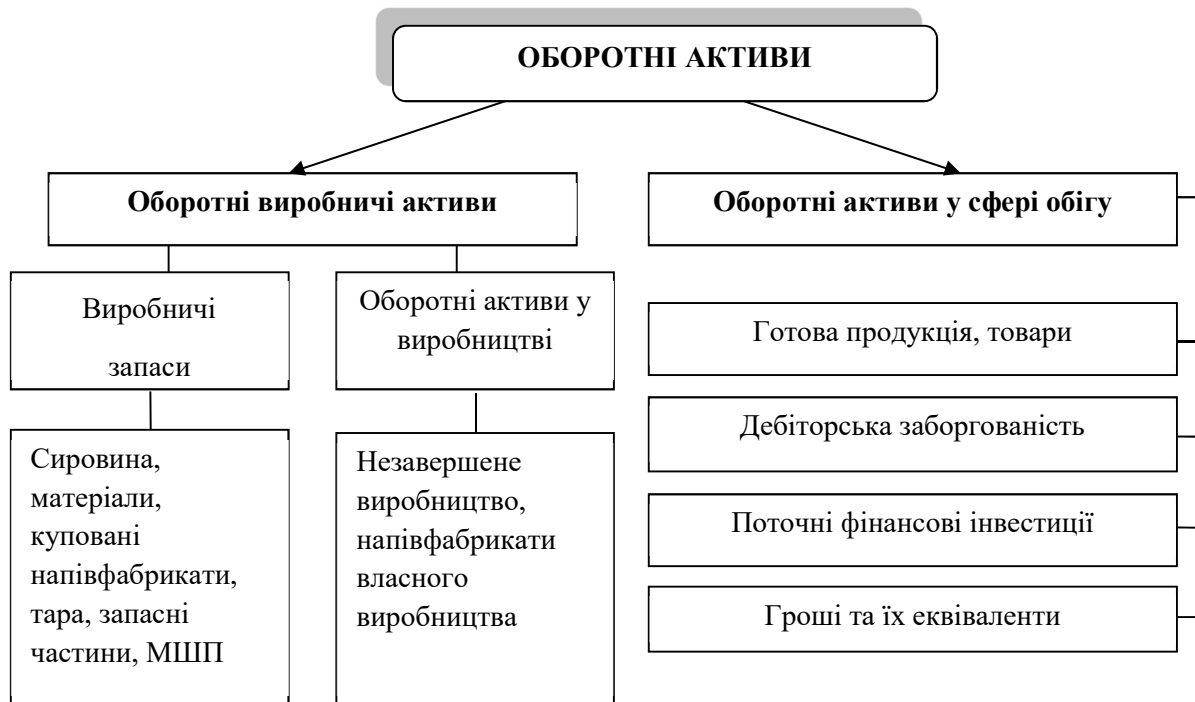 ОБОРОТНІ АКТИВИ
Оборотні виробничі активи
Оборотні активи у сфері обігу
Виробничі
запаси
Оборотні активи у
виробництві
Сировина,
матеріали,
куповані
напівфабрикати,
тара, запасні
частини, МШП
Незавершене
виробництво,
напівфабрикати
власного
виробництва
Готова продукція, товари
Дебіторська заборгованість
Поточні фінансові інвестиції
Гроші та їх еквіваленти